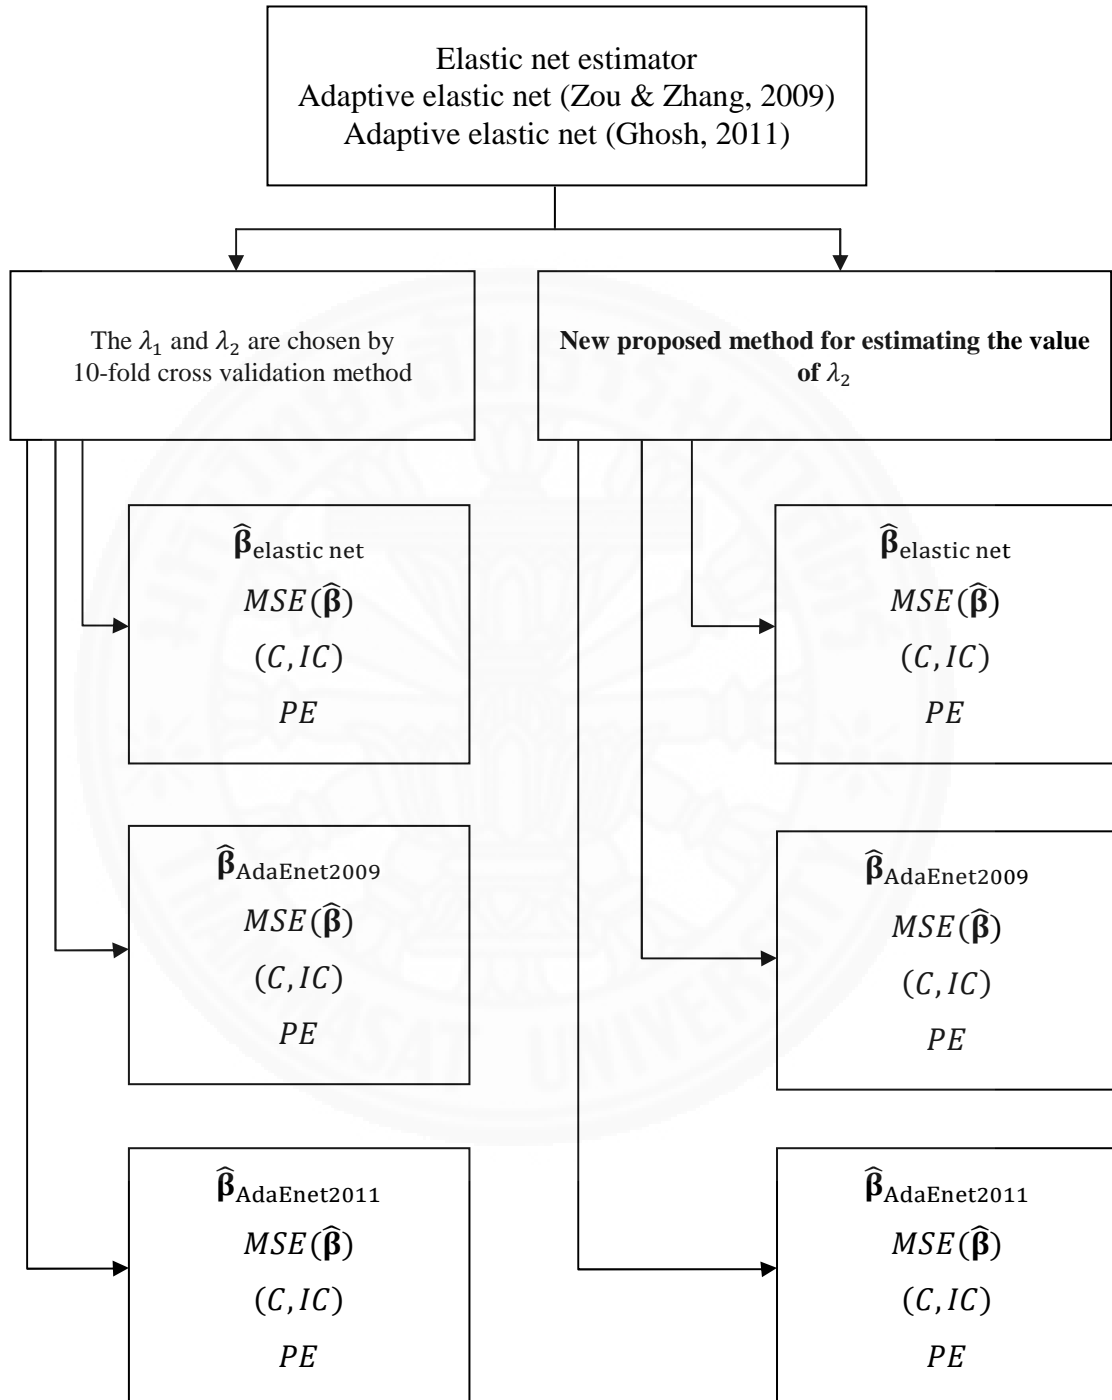 Elastic net estimator
Adaptive elastic net (Zou & Zhang, 2009)
Adaptive elastic net (Ghosh, 2011)
The λ₁ and λ₂ are chosen by
10-fold cross validation method
New proposed method for estimating the value
of λ₂
β̂elastic net
MSE(β̂)
(C, IC)
PE
β̂elastic net
MSE(β̂)
(C, IC)
PE
β̂AdaEnet2009
MSE(β̂)
(C, IC)
PE
β̂AdaEnet2009
MSE(β̂)
(C, IC)
PE
β̂AdaEnet2011
MSE(β̂)
(C, IC)
PE
β̂AdaEnet2011
MSE(β̂)
(C, IC)
PE